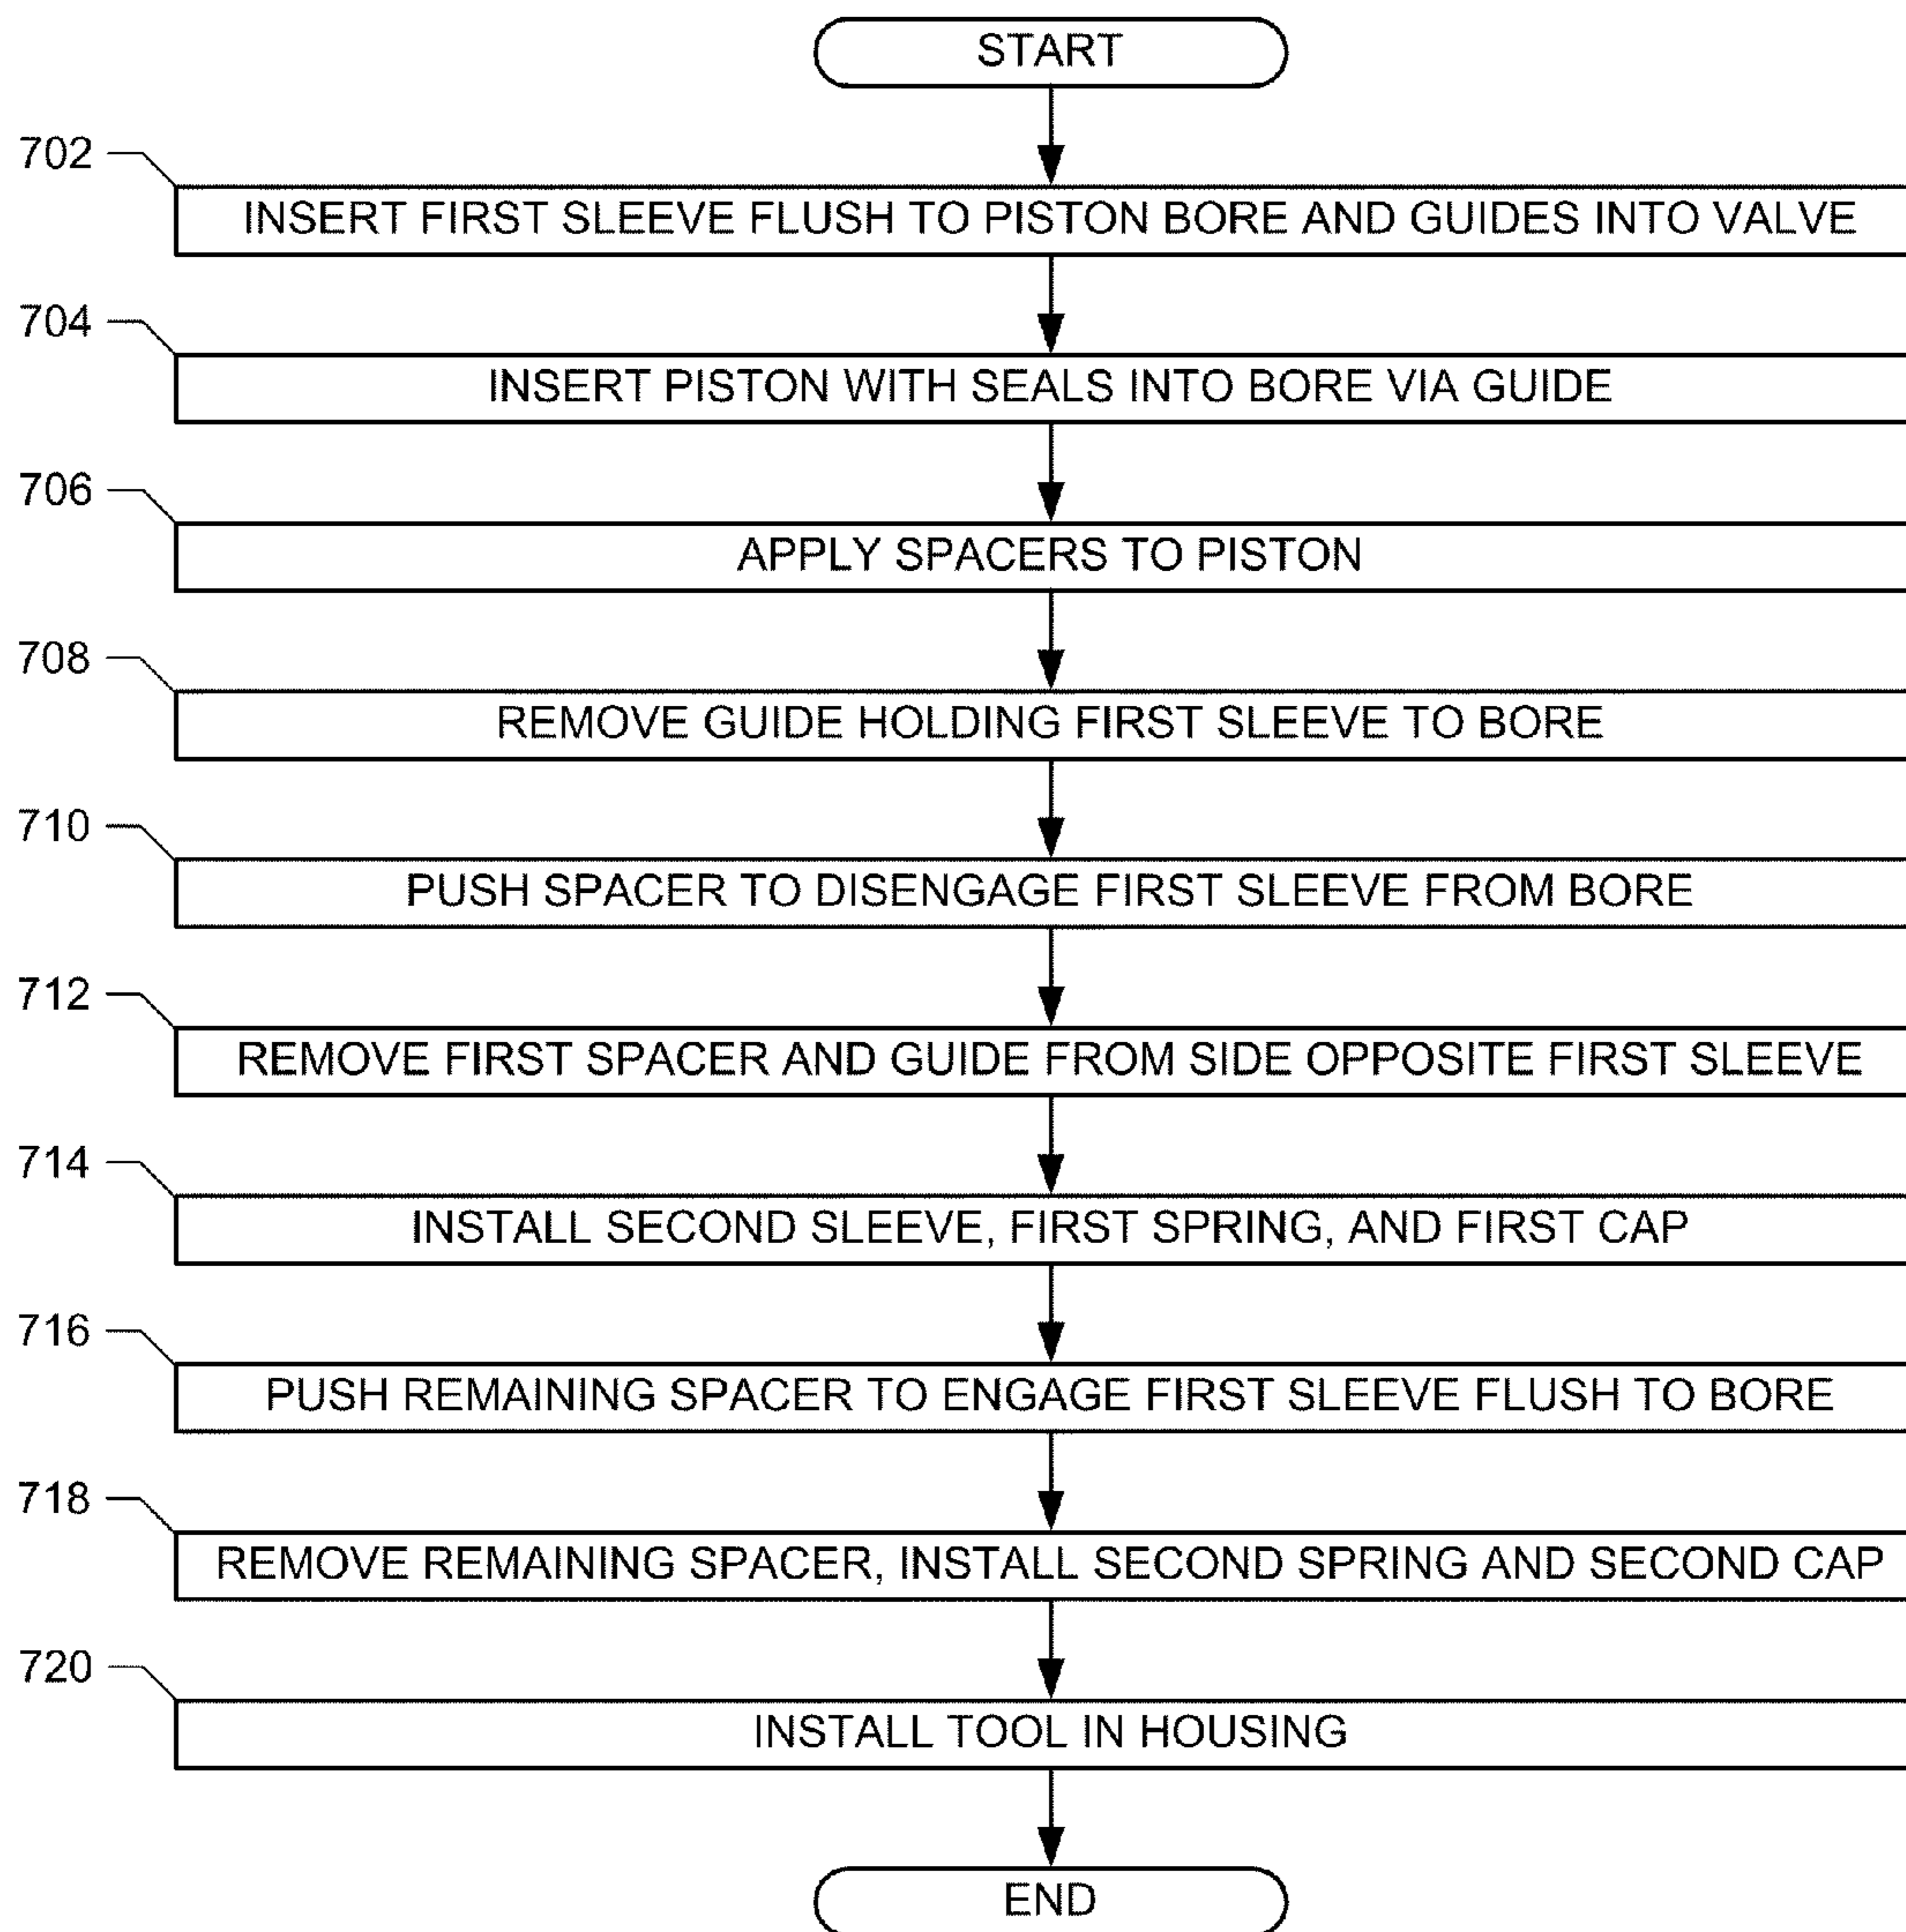 START
702
INSERT FIRST SLEEVE FLUSH TO PISTON BORE AND GUIDES INTO VALVE
704
INSERT PISTON WITH SEALS INTO BORE VIA GUIDE
706
APPLY SPACERS TO PISTON
708
REMOVE GUIDE HOLDING FIRST SLEEVE TO BORE
710
PUSH SPACER TO DISENGAGE FIRST SLEEVE FROM BORE
712
REMOVE FIRST SPACER AND GUIDE FROM SIDE OPPOSITE FIRST SLEEVE
714
INSTALL SECOND SLEEVE, FIRST SPRING, AND FIRST CAP
716
PUSH REMAINING SPACER TO ENGAGE FIRST SLEEVE FLUSH TO BORE
718
REMOVE REMAINING SPACER, INSTALL SECOND SPRING AND SECOND CAP
720
INSTALL TOOL IN HOUSING
END